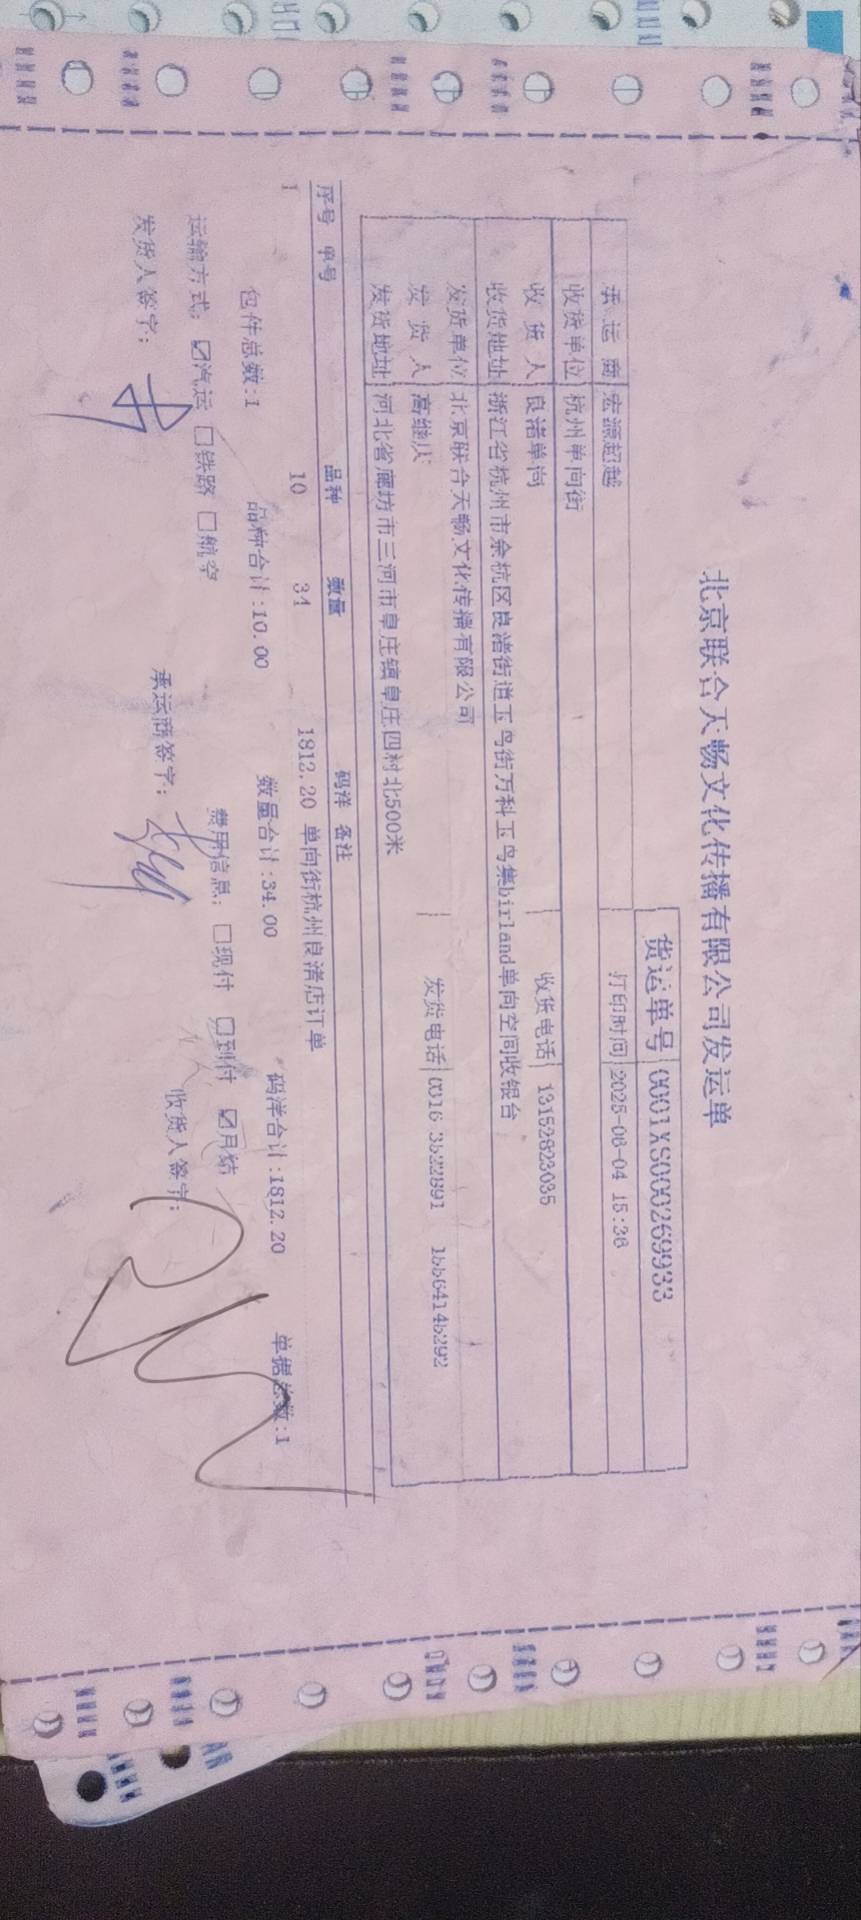 北京联合天畅文化传播有限公司发运单
货运单号 0001XS0000269933
承运商 宏源超越 打印时间 2025-06-04 15:36
收货单位 杭州单向街
收货人 良渚单向 收货电话 13152823035
收货地址 浙江省杭州市余杭区良渚街道玉鸟街万科玉鸟集birland单向空间收银台
发货单位 北京联合天畅文化传播有限公司
发货人 高继 发货电话 0316 3522891 15564145292
发货地址 河北省廊坊市三河市皇庄镇皇庄四村北500米
序号 单号 品种 数量 码洋 备注
1 10 34 1812.20 单向街杭州良渚店订单
包件总数:1 品种合计:10.00 数量合计:34.00 码洋合计:1812.20 单据总数:1
运输方式: ☑汽运 □铁路 □航空 费用信息: □现付 □到付 ☑月结
发货人签字: 承运商签字: 收货人签字: